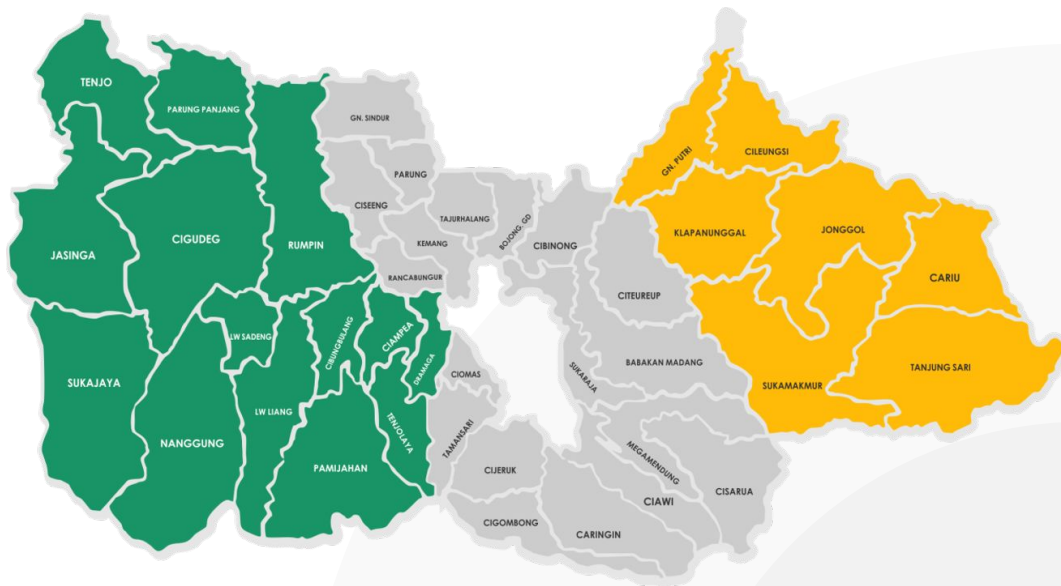 TENJO
PARUNG PANJANG
GN. SINDUR
GN. PUTRI
CILEUNGSI
PARUNG
CISEENG
TAJURHALANG
BOJONG. GD
CIBINONG
KLAPANUNGGAL
JONGGOL
JASINGA
CIGUDEG
RUMPIN
KEMANG
RANCABUNGUR
CITEUREUP
CARIU
LW SADENG
CIBUNGBULANG
CIAMPEA
DRAMAGA
CIOMAS
SUKARAJA
BABAKAN MADANG
SUKAMAKMUR
TANJUNG SARI
SUKAJAYA
NANGGUNG
LW LIANG
PAMIJAHAN
TENJOLAYA
TAMANSARI
CIJERUK
MEGAMENDUNG
CISARUA
CIAWI
CIGOMBONG
CARINGIN